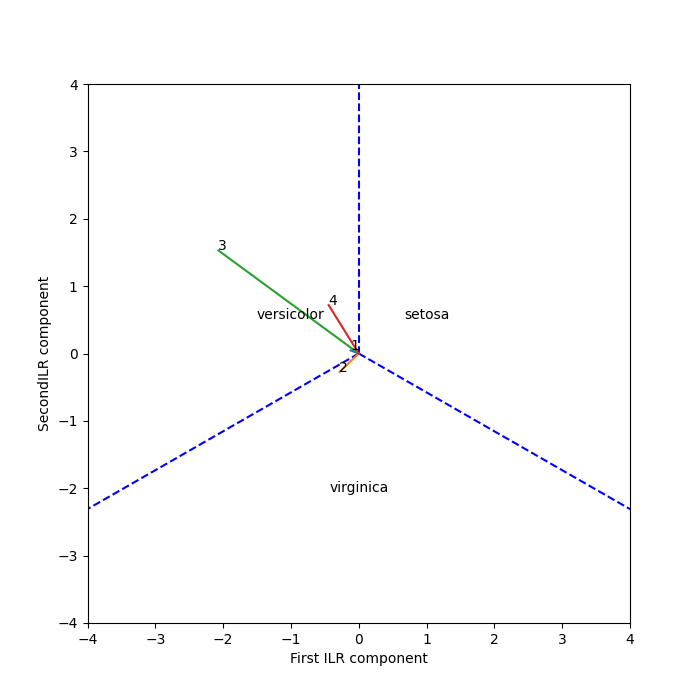 4
3
2
1
0
−1
−2
−3
−4
SecondILR component
3
4
versicolor
setosa
1
2
virginica
−4 −3 −2 −1 0 1 2 3 4
First ILR component